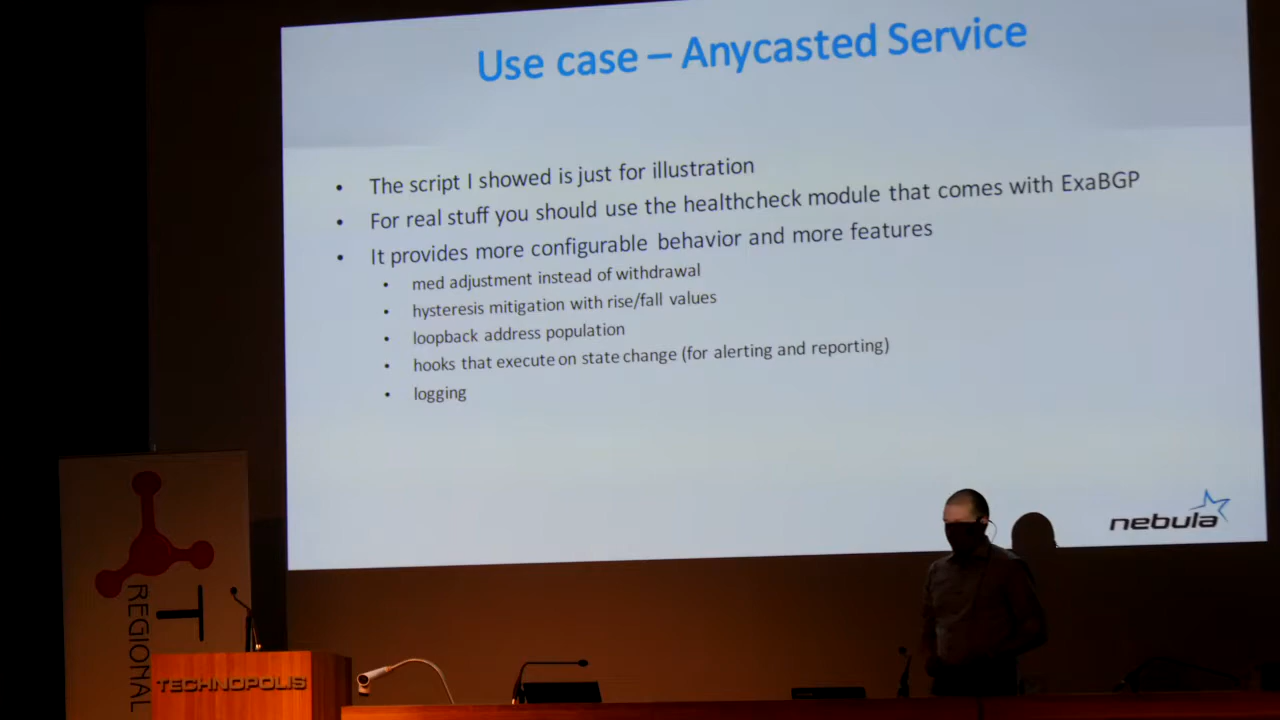 Use case – Anycasted Service
• The script I showed is just for illustration
• For real stuff you should use the healthcheck module that comes with ExaBGP
• It provides more configurable behavior and more features
• med adjustment instead of withdrawal
• hysteresis mitigation with rise/fall values
• loopback address population
• hooks that execute on state change (for alerting and reporting)
• logging
nebula
T
REGIONAL
TECHNOPOLIS